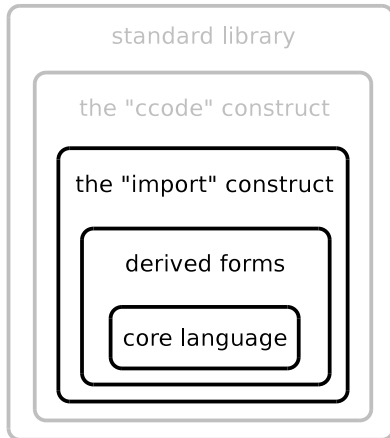 standard library
the "ccode" construct
the "import" construct
derived forms
core language